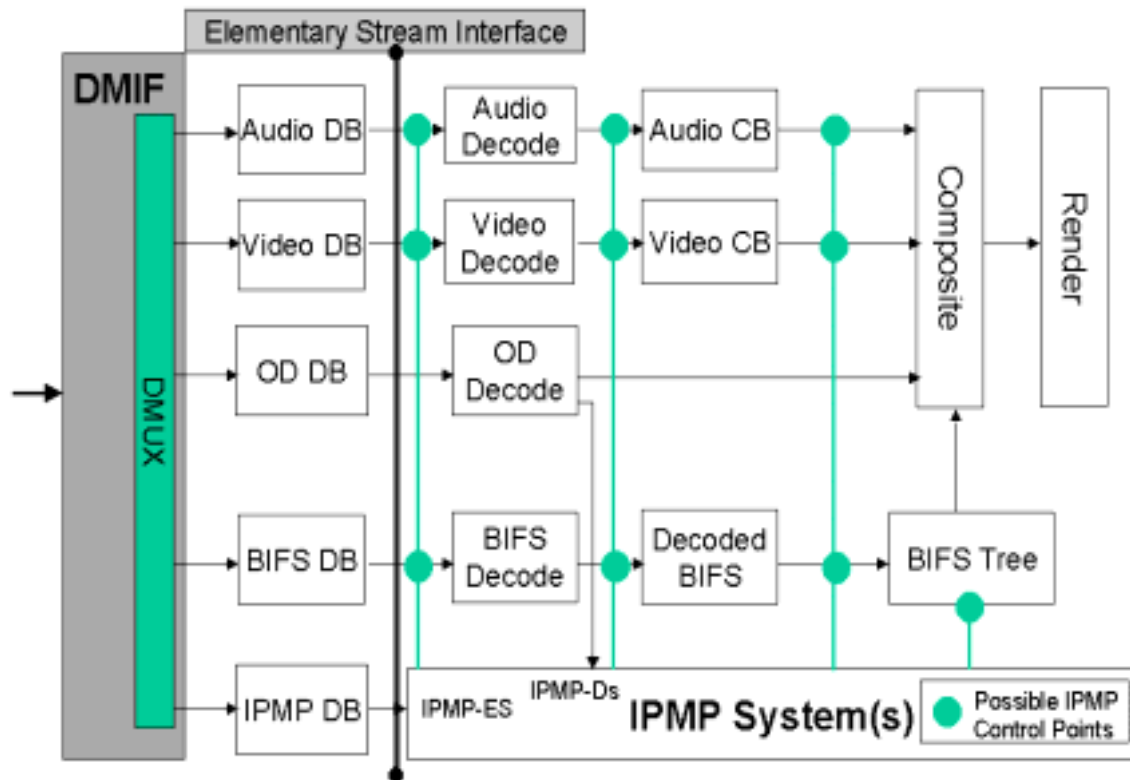 Elementary Stream Interface
DMIF
DMUX
Audio DB
Audio
Decode
Audio CB
Video DB
Video
Decode
Video CB
Composite
Render
OD DB
OD
Decode
BIFS DB
BIFS
Decode
Decoded
BIFS
BIFS Tree
IPMP DB
IPMP-ES
IPMP-Ds
IPMP System(s)
Possible IPMP
Control Points